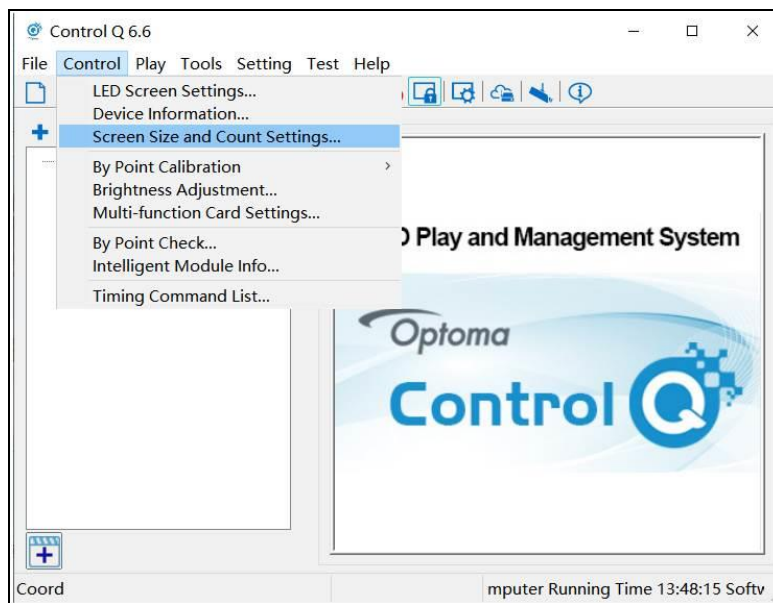 Control Q 6.6
File Control Play Tools Setting Test Help
LED Screen Settings...
Device Information...
Screen Size and Count Settings...
By Point Calibration
Brightness Adjustment...
Multi-function Card Settings...
By Point Check...
Intelligent Module Info...
Timing Command List...
Play and Management System
Optoma
Control Q
Coord
mputer Running Time 13:48:15 Softw